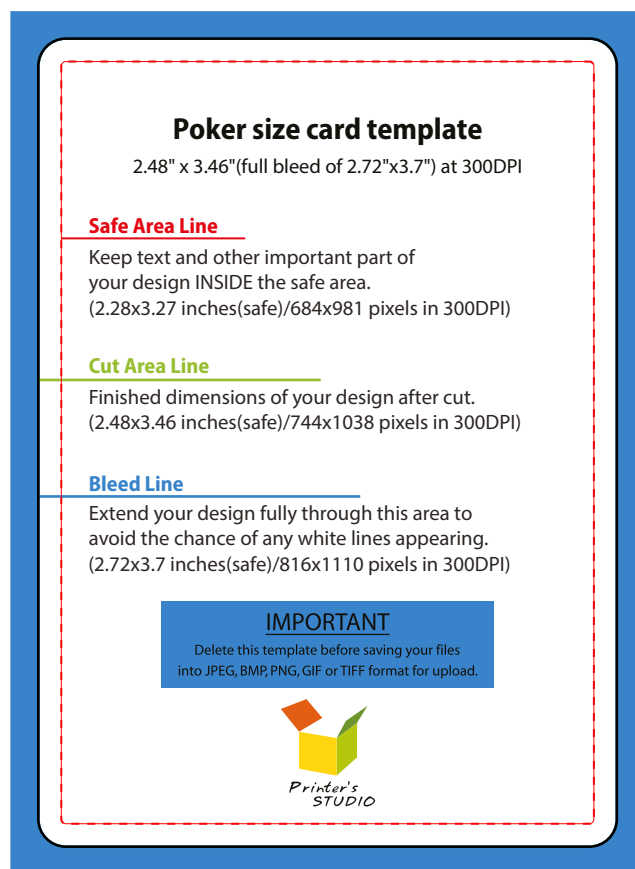 Poker size card template
2.48" x 3.46"(full bleed of 2.72"x3.7") at 300DPI
Safe Area Line
Keep text and other important part of
your design INSIDE the safe area.
(2.28x3.27 inches(safe)/684x981 pixels in 300DPI)
Cut Area Line
Finished dimensions of your design after cut.
(2.48x3.46 inches(safe)/744x1038 pixels in 300DPI)
Bleed Line
Extend your design fully through this area to
avoid the chance of any white lines appearing.
(2.72x3.7 inches(safe)/816x1110 pixels in 300DPI)
IMPORTANT
Delete this template before saving your files
into JPEG, BMP, PNG, GIF or TIFF format for upload.
Printer's
STUDIO